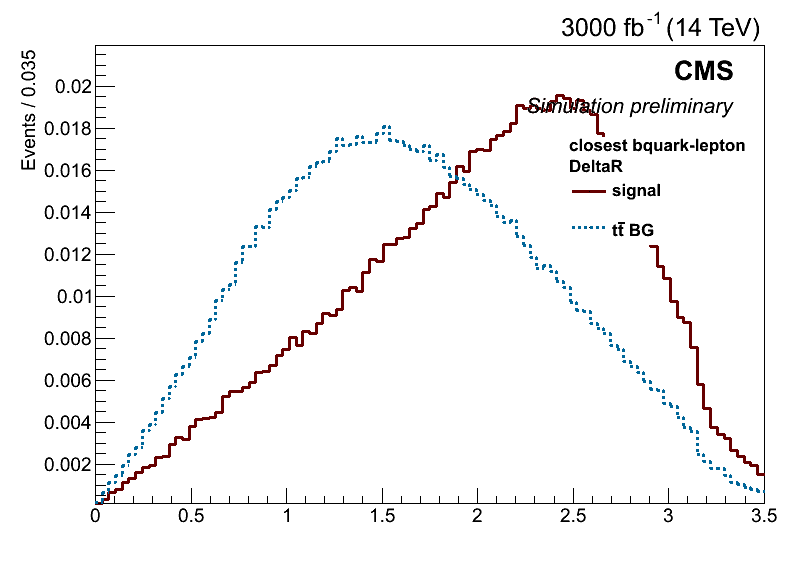 3000 fb⁻¹ (14 TeV)
CMS
Simulation preliminary
closest bquark-lepton
DeltaR
signal
tt̄ BG
Events / 0.035
0.02
0.018
0.016
0.014
0.012
0.01
0.008
0.006
0.004
0.002
0 0.5 1 1.5 2 2.5 3 3.5